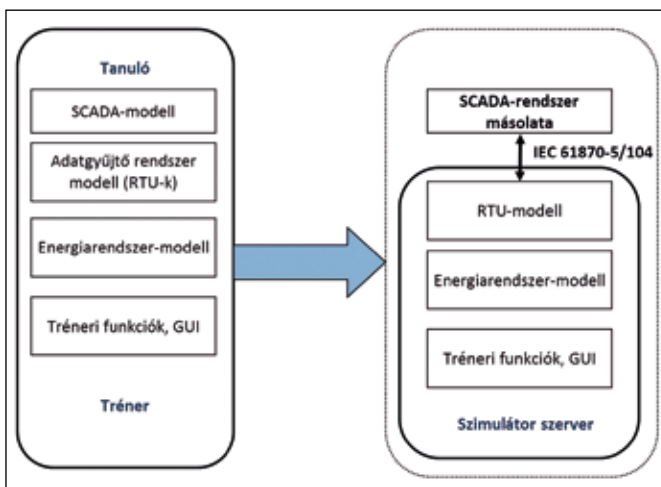 Tanuló
SCADA-modell
Adatgyűjtő rendszer
modell (RTU-k)
Energiarendszer-modell
Tréneri funkciók, GUI
Tréner
SCADA-rendszer
másolata
IEC 61870-5/104
RTU-modell
Energiarendszer-modell
Tréneri funkciók, GUI
Szimulátor szerver